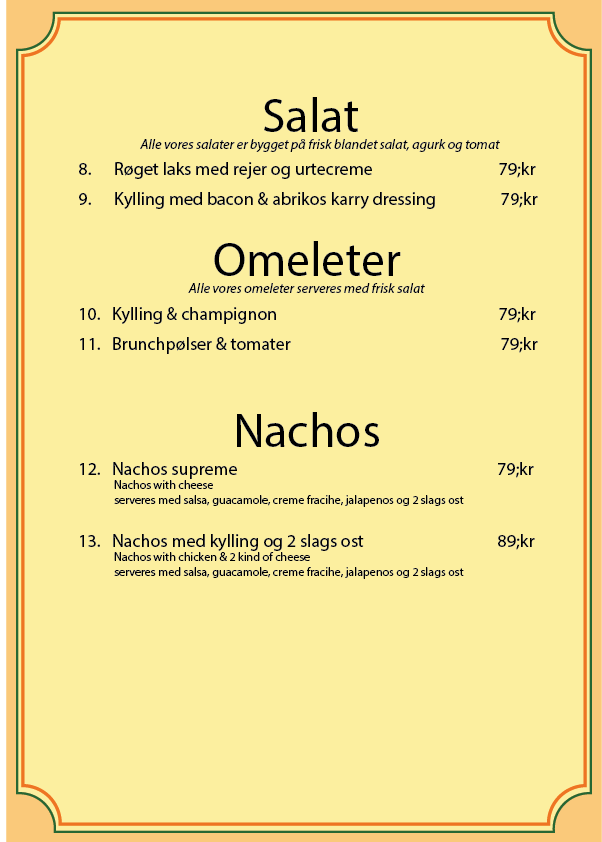 Salat
Alle vores salater er bygget på frisk blandet salat, agurk og tomat
8. Røget laks med rejer og urtecreme 79;kr
9. Kylling med bacon & abrikos karry dressing 79;kr
Omeleter
Alle vores omeleter serveres med frisk salat
10. Kylling & champignon 79;kr
11. Brunchpølser & tomater 79;kr
Nachos
12. Nachos supreme 79;kr
Nachos with cheese
serveres med salsa, guacamole, creme fracihe, jalapenos og 2 slags ost
13. Nachos med kylling og 2 slags ost 89;kr
Nachos with chicken & 2 kind of cheese
serveres med salsa, guacamole, creme fracihe, jalapenos og 2 slags ost